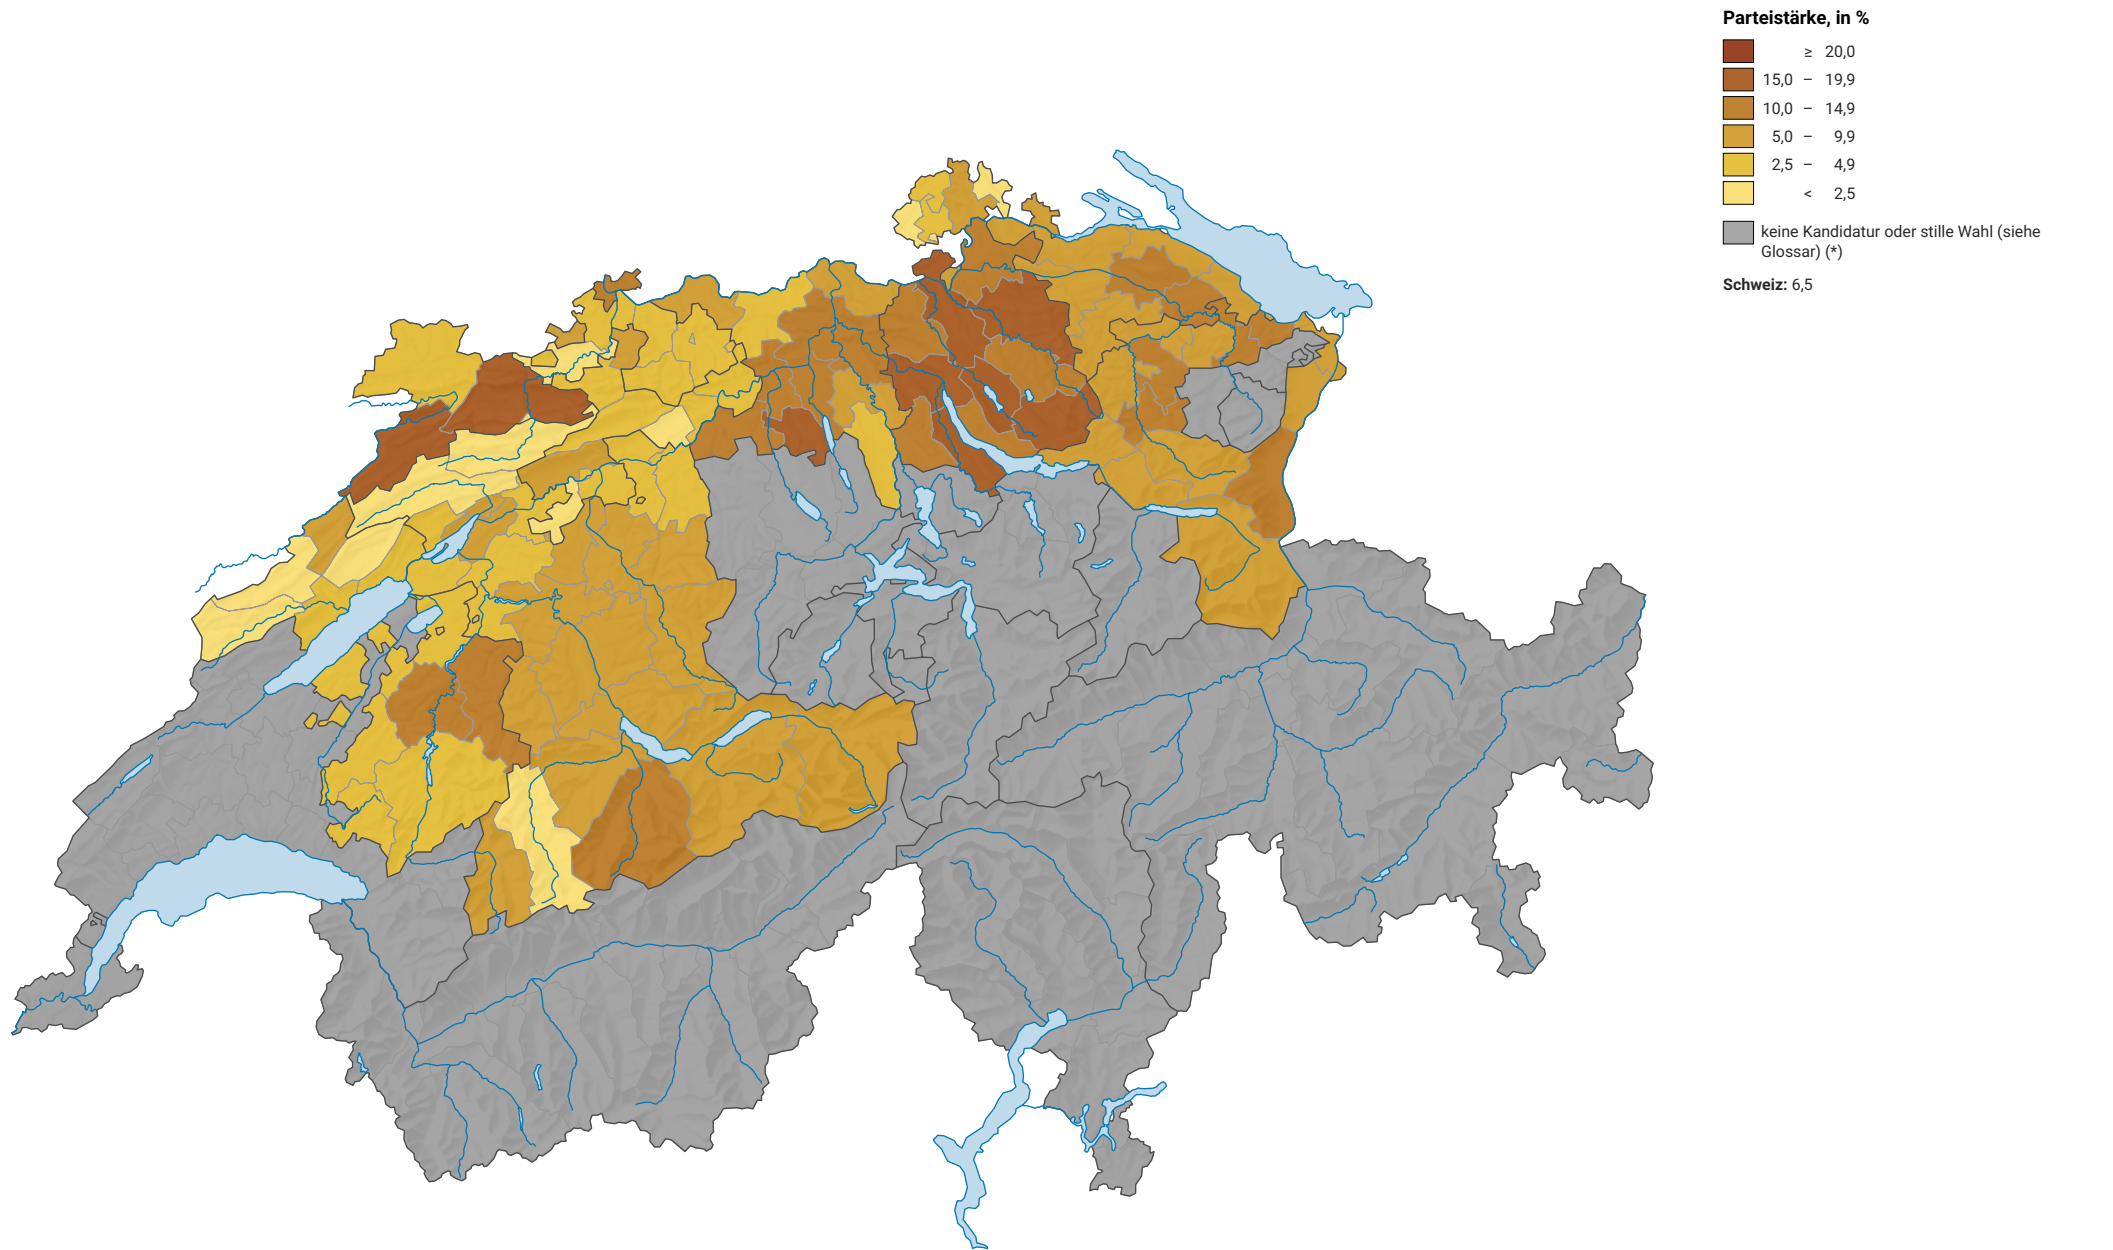 Parteistärke, in %
≥ 20,0
15,0 – 19,9
10,0 – 14,9
5,0 – 9,9
2,5 – 4,9
< 2,5
keine Kandidatur oder stille Wahl (siehe
Glossar) (*)
Schweiz: 6,5